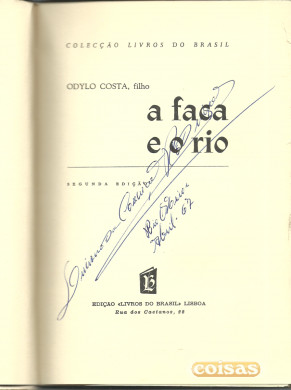 COLECÇÃO LIVROS DO BRASIL
ODYLO COSTA, filho
a faca
e o rio
SEGUNDA EDIÇÃO
Abril. 67
EDIÇÃO «LIVROS DO BRASIL» LISBOA
Rua dos Caetanos, 22
coisas